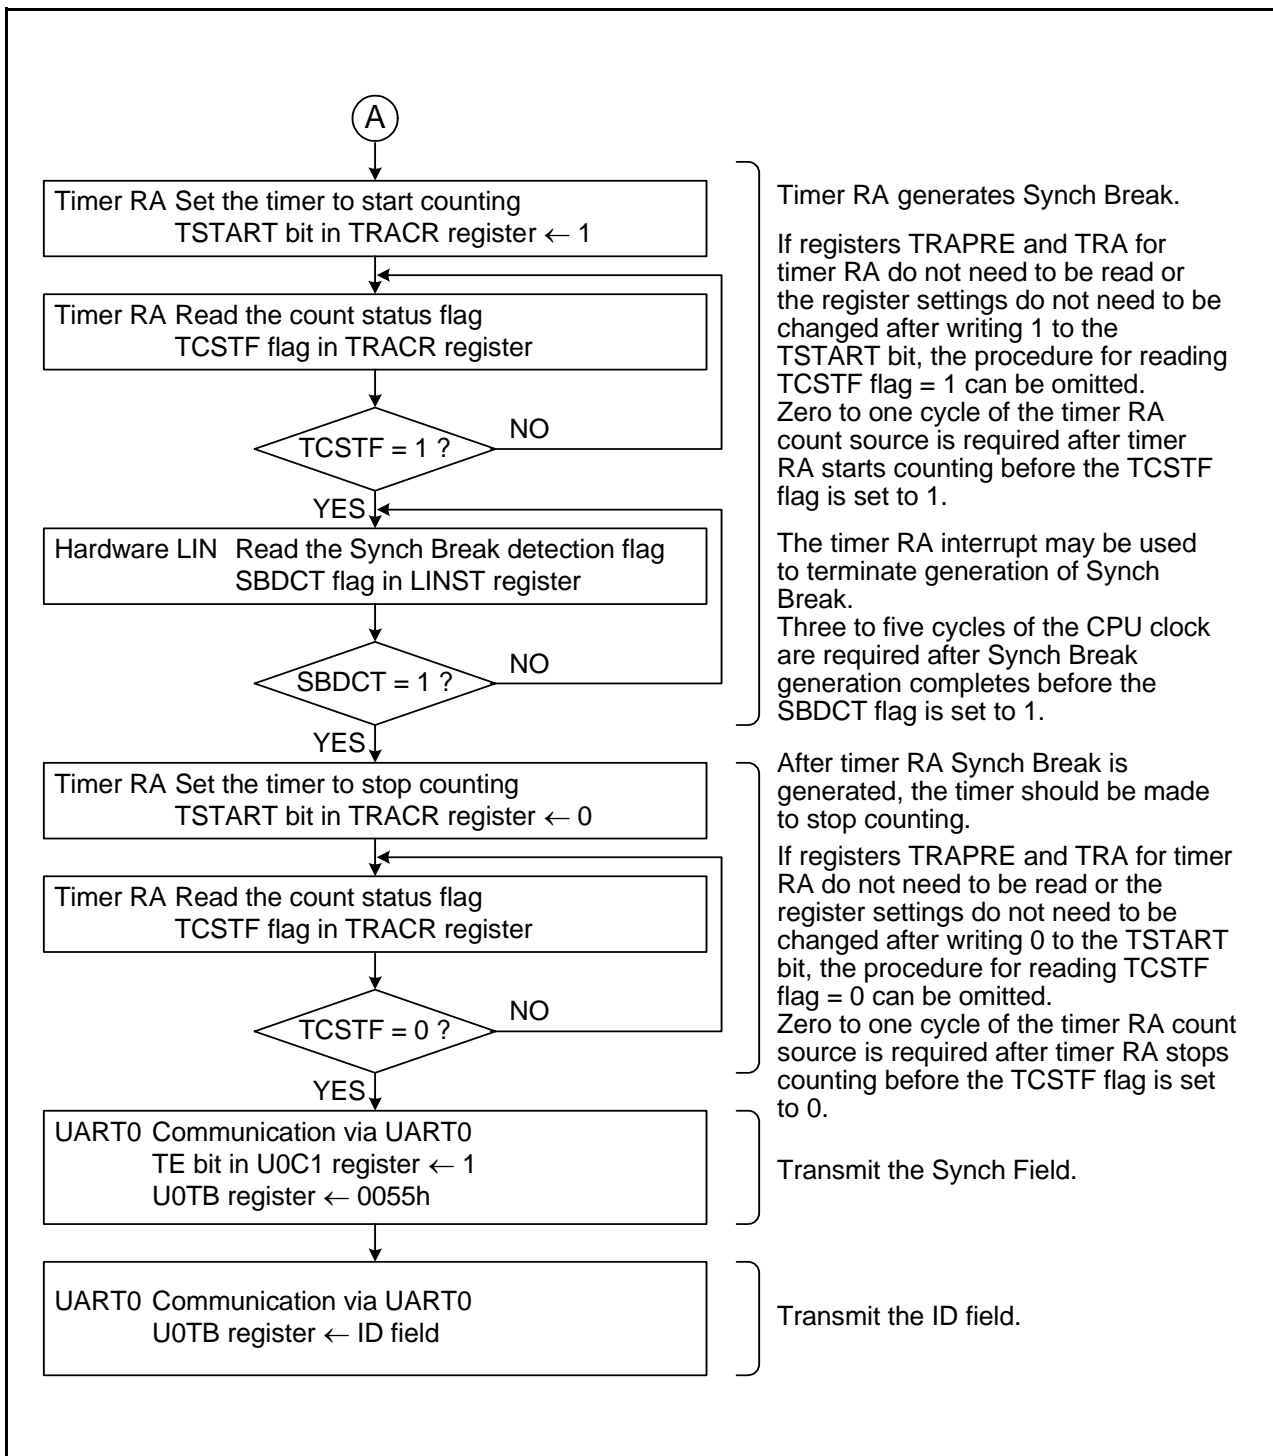 A
Timer RA Set the timer to start counting
TSTART bit in TRACR register ← 1
Timer RA Read the count status flag
TCSTF flag in TRACR register
TCSTF = 1 ?
NO
YES
Hardware LIN Read the Synch Break detection flag
SBDCT flag in LINST register
SBDCT = 1 ?
NO
YES
Timer RA generates Synch Break.
If registers TRAPRE and TRA for
timer RA do not need to be read or
the register settings do not need to be
changed after writing 1 to the
TSTART bit, the procedure for reading
TCSTF flag = 1 can be omitted.
Zero to one cycle of the timer RA
count source is required after timer
RA starts counting before the TCSTF
flag is set to 1.
The timer RA interrupt may be used
to terminate generation of Synch
Break.
Three to five cycles of the CPU clock
are required after Synch Break
generation completes before the
SBDCT flag is set to 1.
Timer RA Set the timer to stop counting
TSTART bit in TRACR register ← 0
Timer RA Read the count status flag
TCSTF flag in TRACR register
TCSTF = 0 ?
NO
YES
After timer RA Synch Break is
generated, the timer should be made
to stop counting.
If registers TRAPRE and TRA for timer
RA do not need to be read or the
register settings do not need to be
changed after writing 0 to the TSTART
bit, the procedure for reading TCSTF
flag = 0 can be omitted.
Zero to one cycle of the timer RA count
source is required after timer RA stops
counting before the TCSTF flag is set
to 0.
UART0 Communication via UART0
TE bit in U0C1 register ← 1
U0TB register ← 0055h
Transmit the Synch Field.
UART0 Communication via UART0
U0TB register ← ID field
Transmit the ID field.